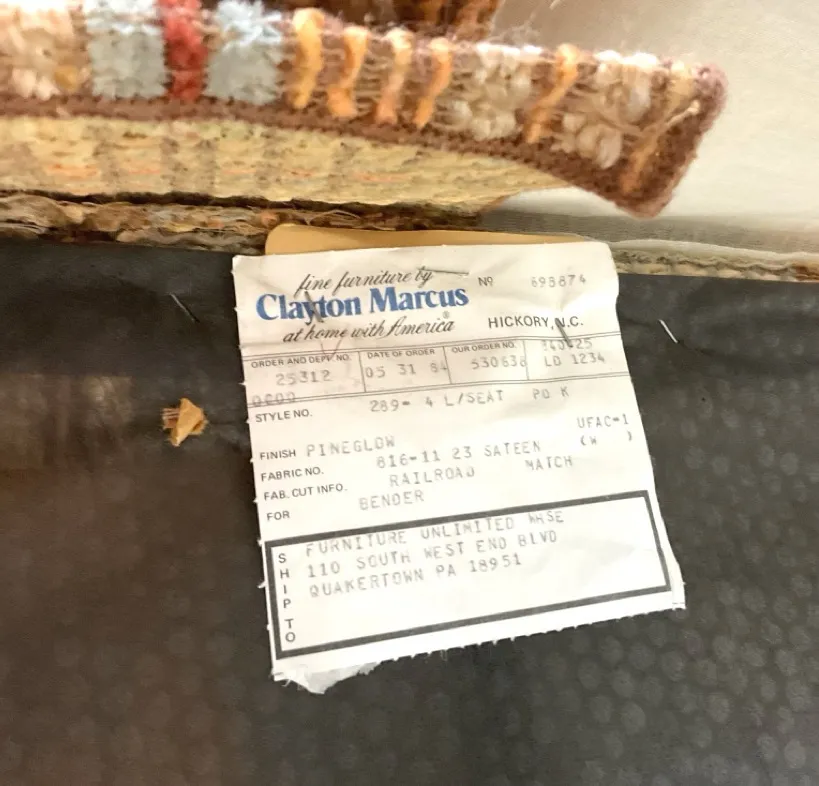 fine furniture by
Clayton Marcus®
at home with America
Nº 693874
HICKORY, N.C.
ORDER AND DEPT. NO. DATE OF ORDER OUR ORDER NO.
25312 05 31 84 530638 LD 1234
0000
STYLE NO. 289- 4 L/SEAT PO K
UFAC-1
FINISH PINEGLOW (W )
FABRIC NO. 816-11 23 SATEEN
FAB. CUT INFO. RAILROAD MATCH
FOR BENDER
SHIP TO
FURNITURE UNLIMITED WHSE
110 SOUTH WEST END BLVD
QUAKERTOWN PA 18951